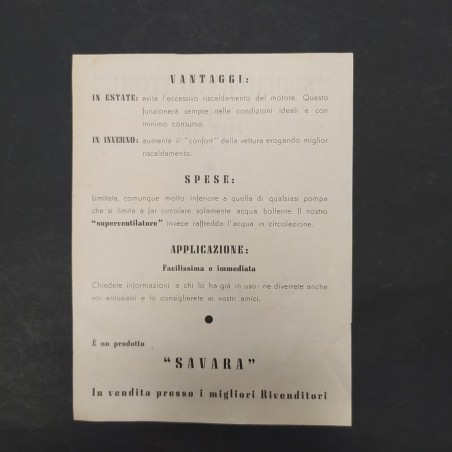 VANTAGGI:
IN ESTATE: evita l'eccessivo riscaldamento del motore. Questo
funzionerà sempre nelle condizioni ideali e con
minimo consumo.
IN INVERNO: aumenta il "confort" della vettura erogando miglior
riscaldamento.
SPESE:
Limitata, comunque molto inferiore a quella di qualsiasi pompa
che si limita a far circolare solamente acqua bollente. Il nostro
"superventilatore" invece raffredda l'acqua in circolazione.
APPLICAZIONE:
Facilissima e immediata
Chiedete informazioni a chi lo ha già in uso: ne diverrete anche
voi entusiasti e lo consiglierete ai vostri amici.
È un prodotto
"SAVARA"
In vendita presso i migliori Rivenditori